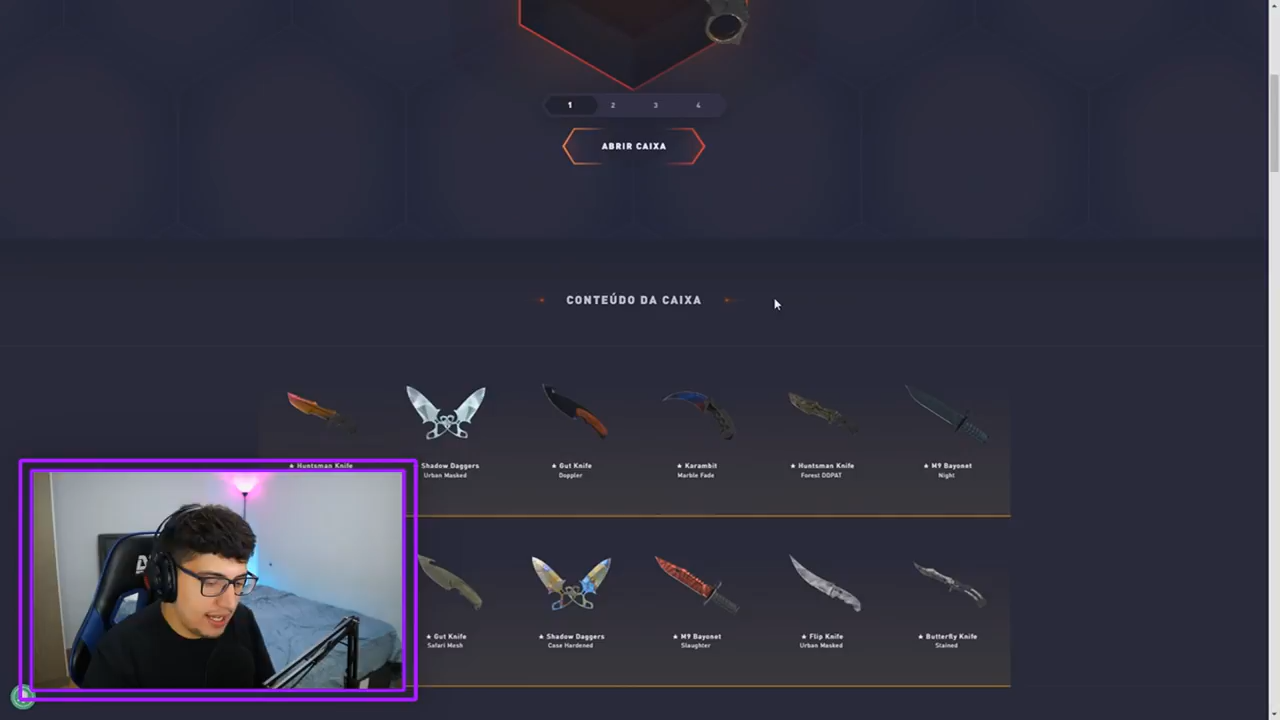 1 2 3 4
ABRIR CAIXA
CONTEÚDO DA CAIXA
★ Huntsman Knife
Shadow Daggers
Urban Masked
★ Gut Knife
Doppler
★ Karambit
Marble Fade
★ Huntsman Knife
Forest DDPAT
★ M9 Bayonet
Night
★ Gut Knife
Safari Mesh
★ Shadow Daggers
Case Hardened
★ M9 Bayonet
Slaughter
★ Flip Knife
Urban Masked
★ Butterfly Knife
Stained